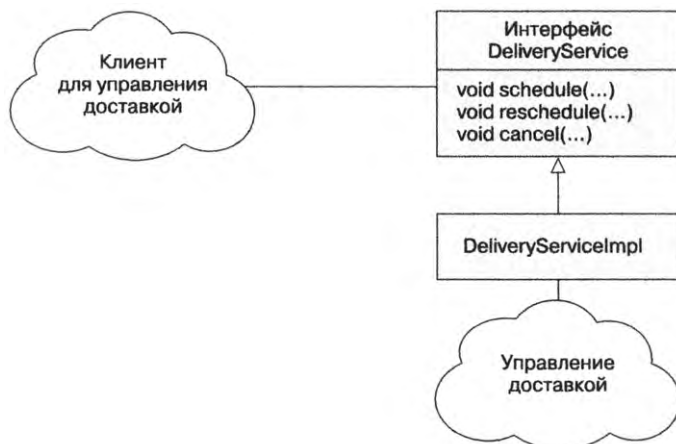 Клиент
для управления
доставкой
Интерфейс
DeliveryService
void schedule(...)
void reschedule(...)
void cancel(...)
DeliveryServiceImpl
Управление
доставкой